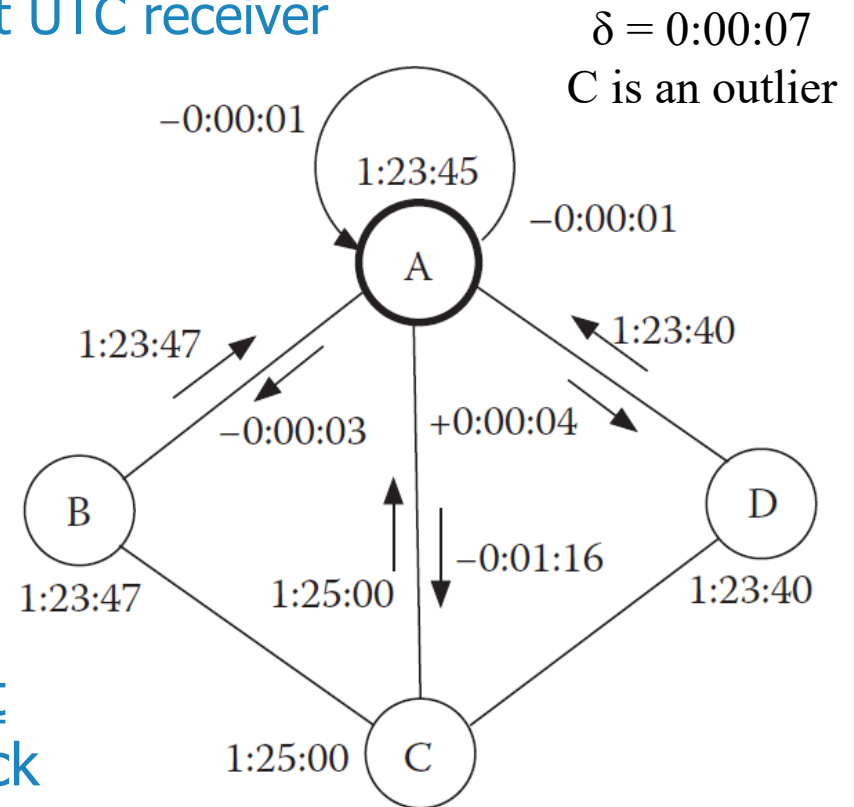 t UTC receiver
δ = 0:00:07
C is an outlier
−0:00:01
1:23:45
−0:00:01
A
1:23:47
1:23:40
−0:00:03
+0:00:04
B
D
−0:01:16
1:23:47
1:25:00
1:23:40
ck
1:25:00
C